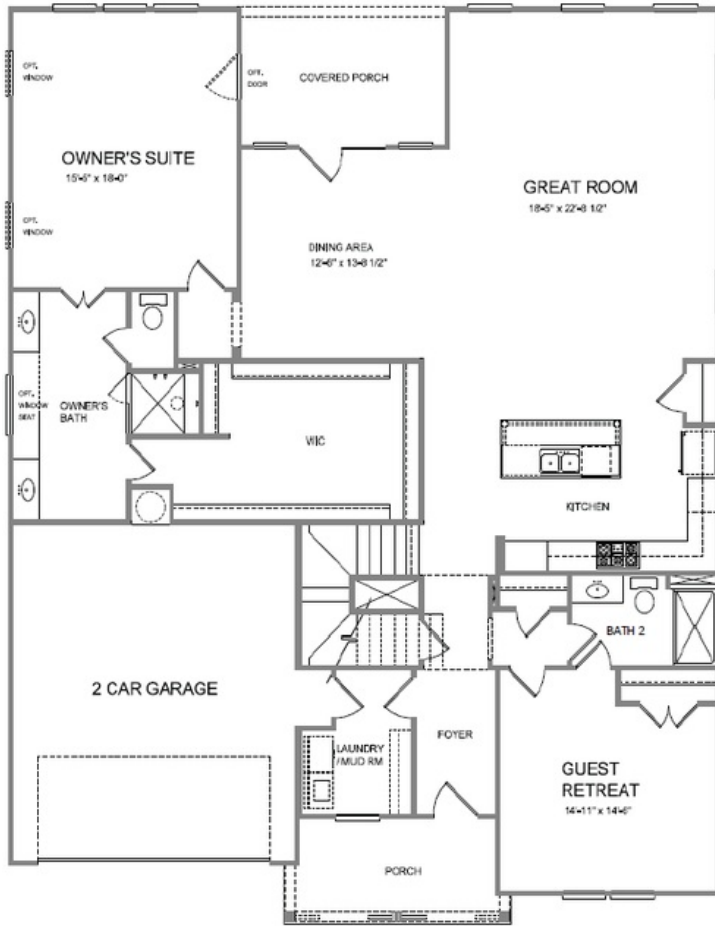 OPT.
WINDOW
OPT.
DOOR
COVERED PORCH
OWNER'S SUITE
15'-5" x 18'-0"
GREAT ROOM
18'-5" x 22'-8 1/2"
OPT.
WINDOW
DINING AREA
12'-6" x 13-8 1/2"
OPT.
WINDOW
SEAT
OWNER'S
BATH
WIC
KITCHEN
BATH 2
2 CAR GARAGE
LAUNDRY
/MUD RM
FOYER
GUEST
RETREAT
14'-11" x 14'-6"
PORCH